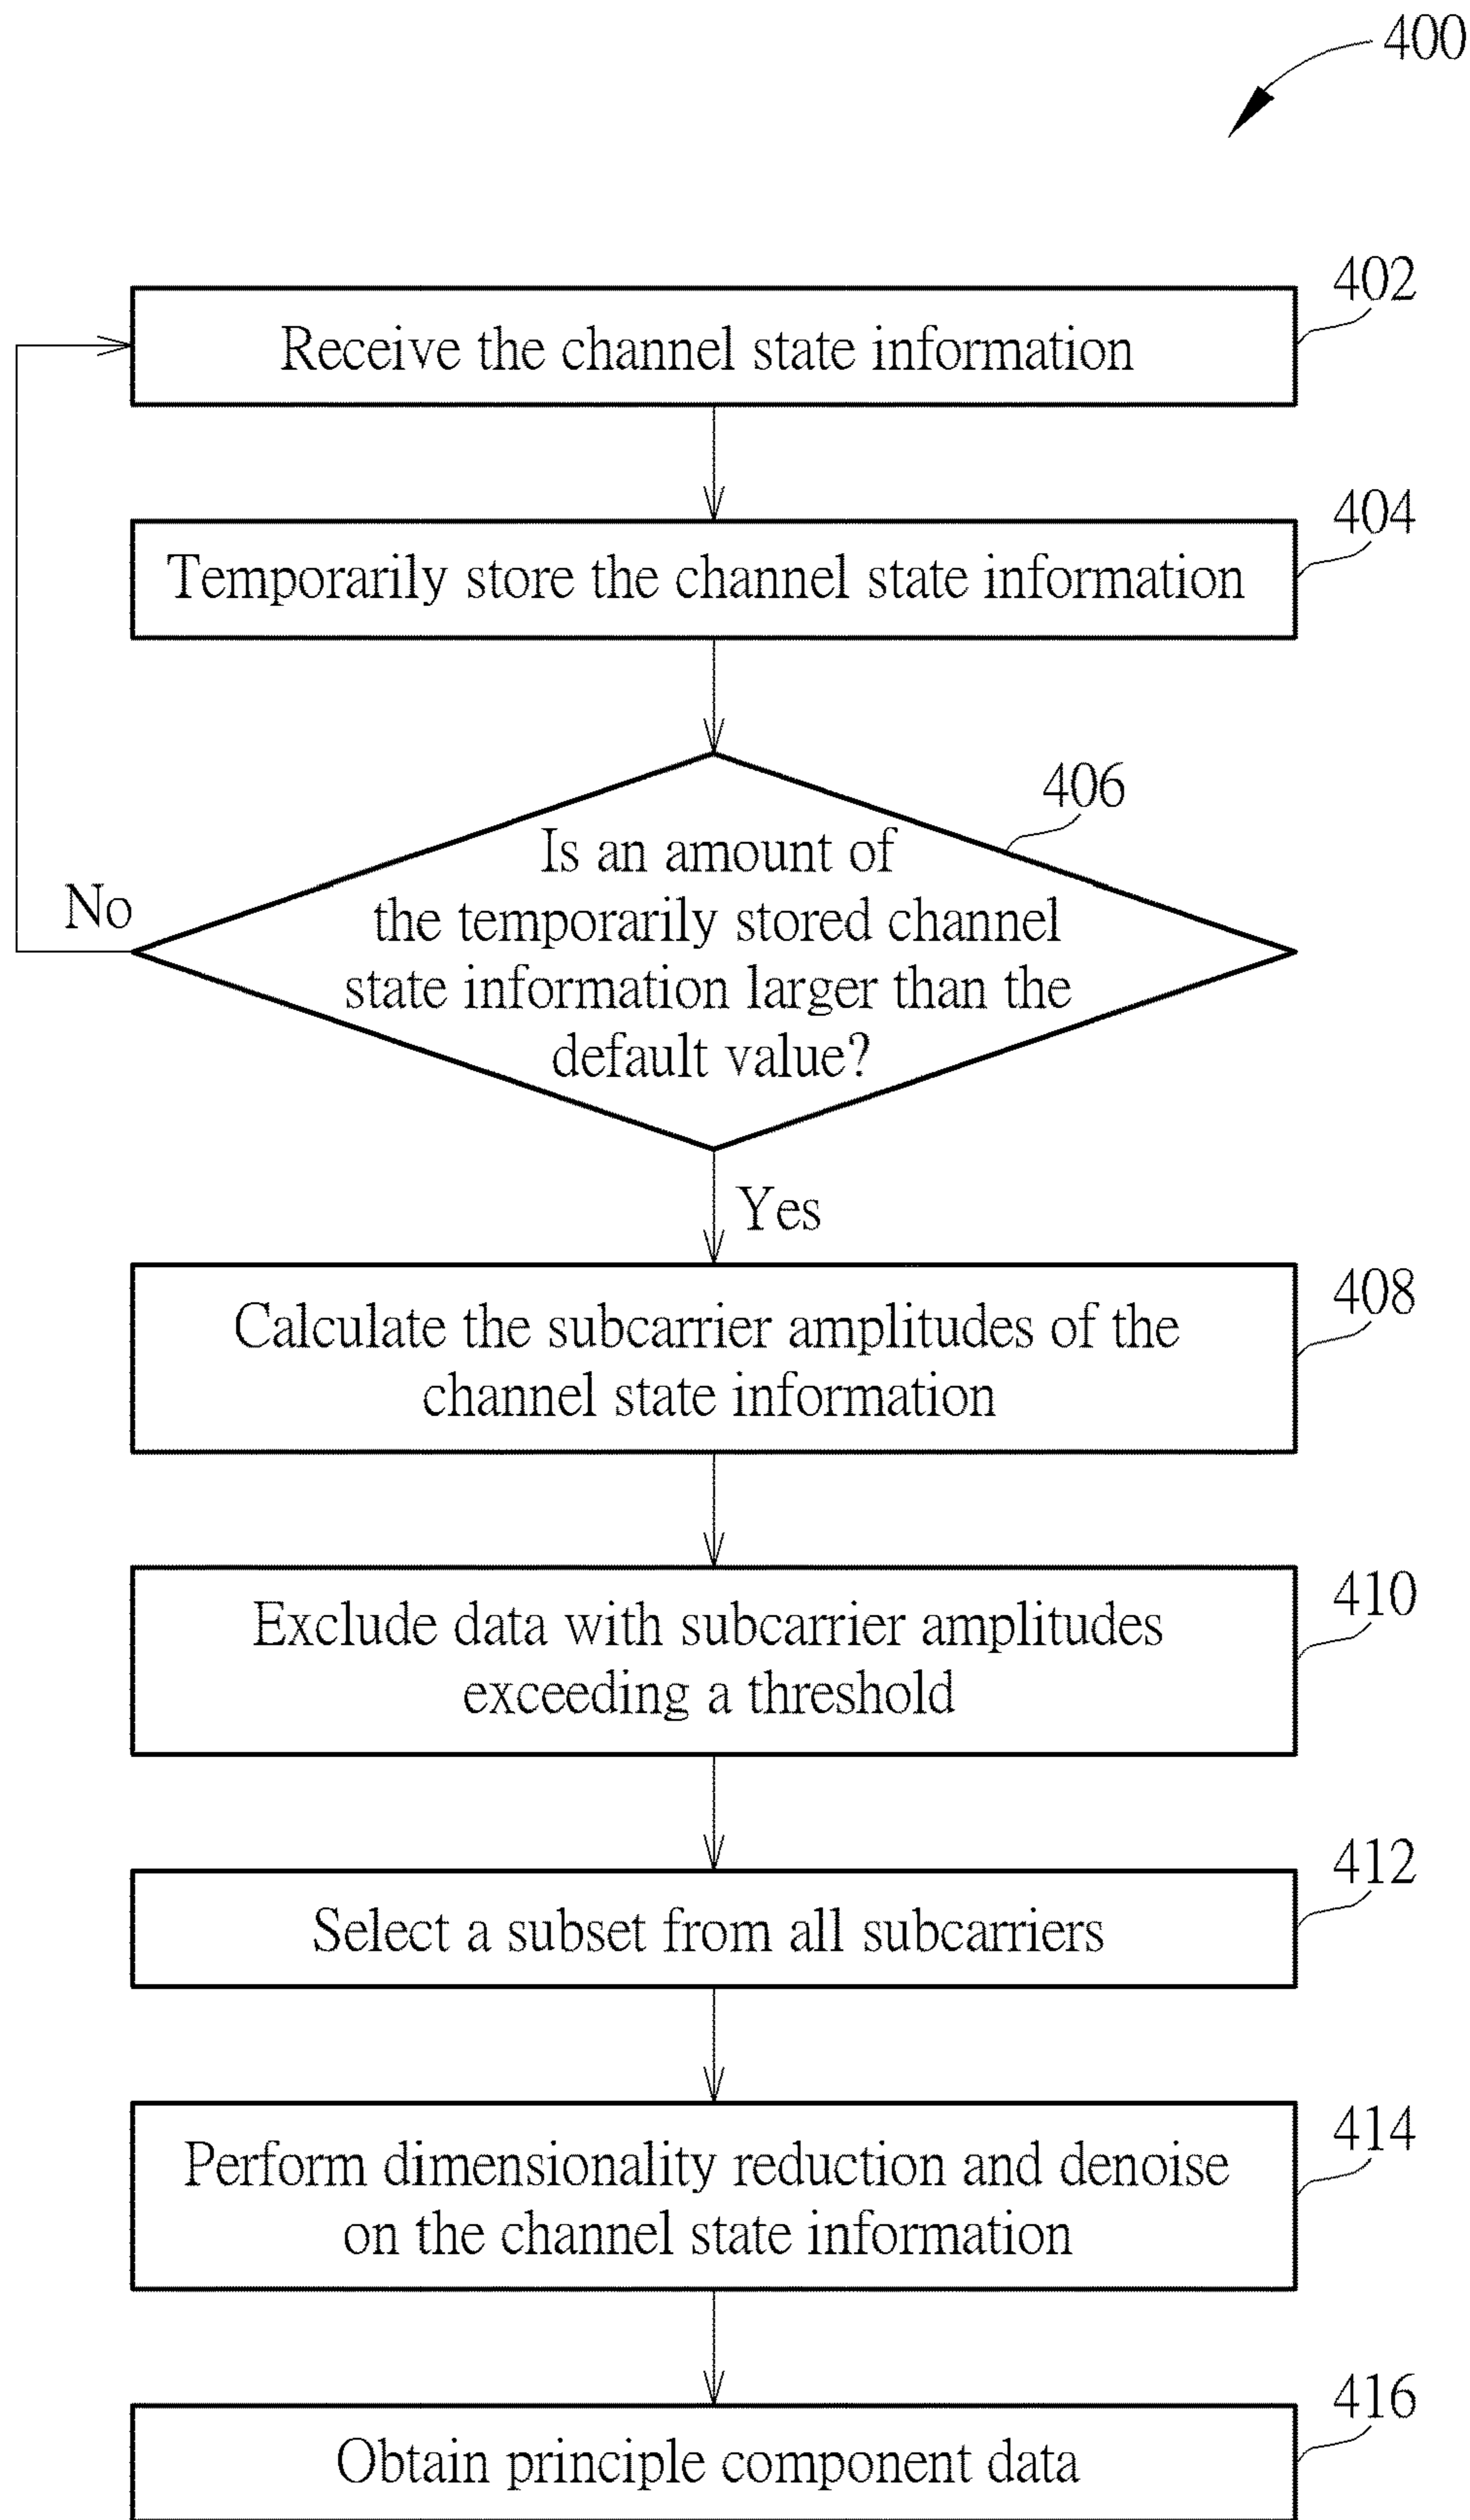 400
402
Receive the channel state information
404
Temporarily store the channel state information
406
Is an amount of
the temporarily stored channel
state information larger than the
default value?
No
Yes
408
Calculate the subcarrier amplitudes of the
channel state information
410
Exclude data with subcarrier amplitudes
exceeding a threshold
412
Select a subset from all subcarriers
414
Perform dimensionality reduction and denoise
on the channel state information
416
Obtain principle component data